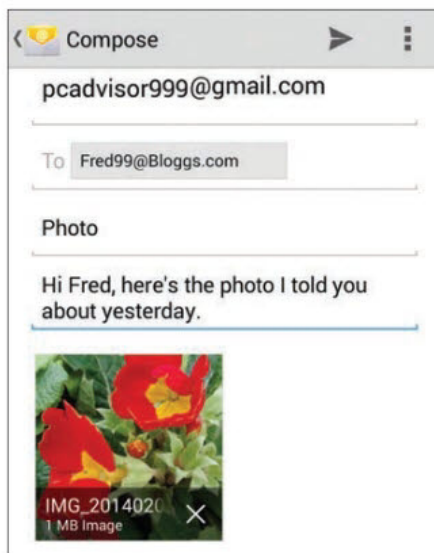 Compose
pcadvisor999@gmail.com
To Fred99@Bloggs.com
Photo
Hi Fred, here's the photo I told you
about yesterday.
IMG_2014020
1 MB Image